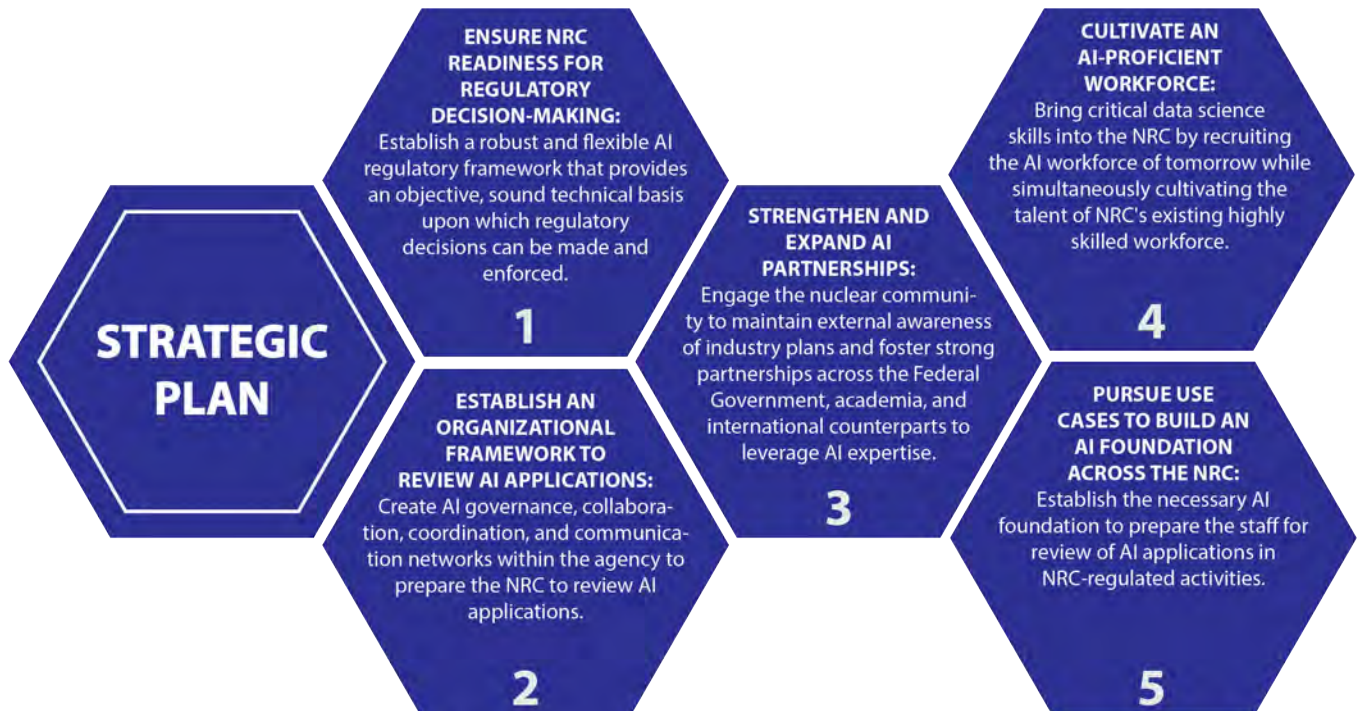 STRATEGIC
PLAN
ENSURE NRC
READINESS FOR
REGULATORY
DECISION-MAKING:
Establish a robust and flexible AI
regulatory framework that provides
an objective, sound technical basis
upon which regulatory
decisions can be made and
enforced.
1
ESTABLISH AN
ORGANIZATIONAL
FRAMEWORK TO
REVIEW AI APPLICATIONS:
Create AI governance, collabora-
tion, coordination, and communica-
tion networks within the agency to
prepare the NRC to review AI
applications.
2
STRENGTHEN AND
EXPAND AI
PARTNERSHIPS:
Engage the nuclear communi-
ty to maintain external awareness
of industry plans and foster strong
partnerships across the Federal
Government, academia, and
international counterparts to
leverage AI expertise.
3
CULTIVATE AN
AI-PROFICIENT
WORKFORCE:
Bring critical data science
skills into the NRC by recruiting
the AI workforce of tomorrow while
simultaneously cultivating the
talent of NRC's existing highly
skilled workforce.
4
PURSUE USE
CASES TO BUILD AN
AI FOUNDATION
ACROSS THE NRC:
Establish the necessary AI
foundation to prepare the staff for
review of AI applications in
NRC-regulated activities.
5